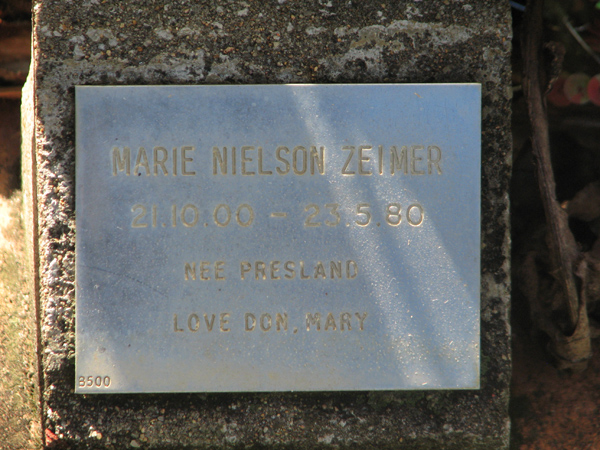 MARIE NIELSON ZEIMER
21.10.00 - 23.5.80
NEE PRESLAND
LOVE DON, MARY
3500